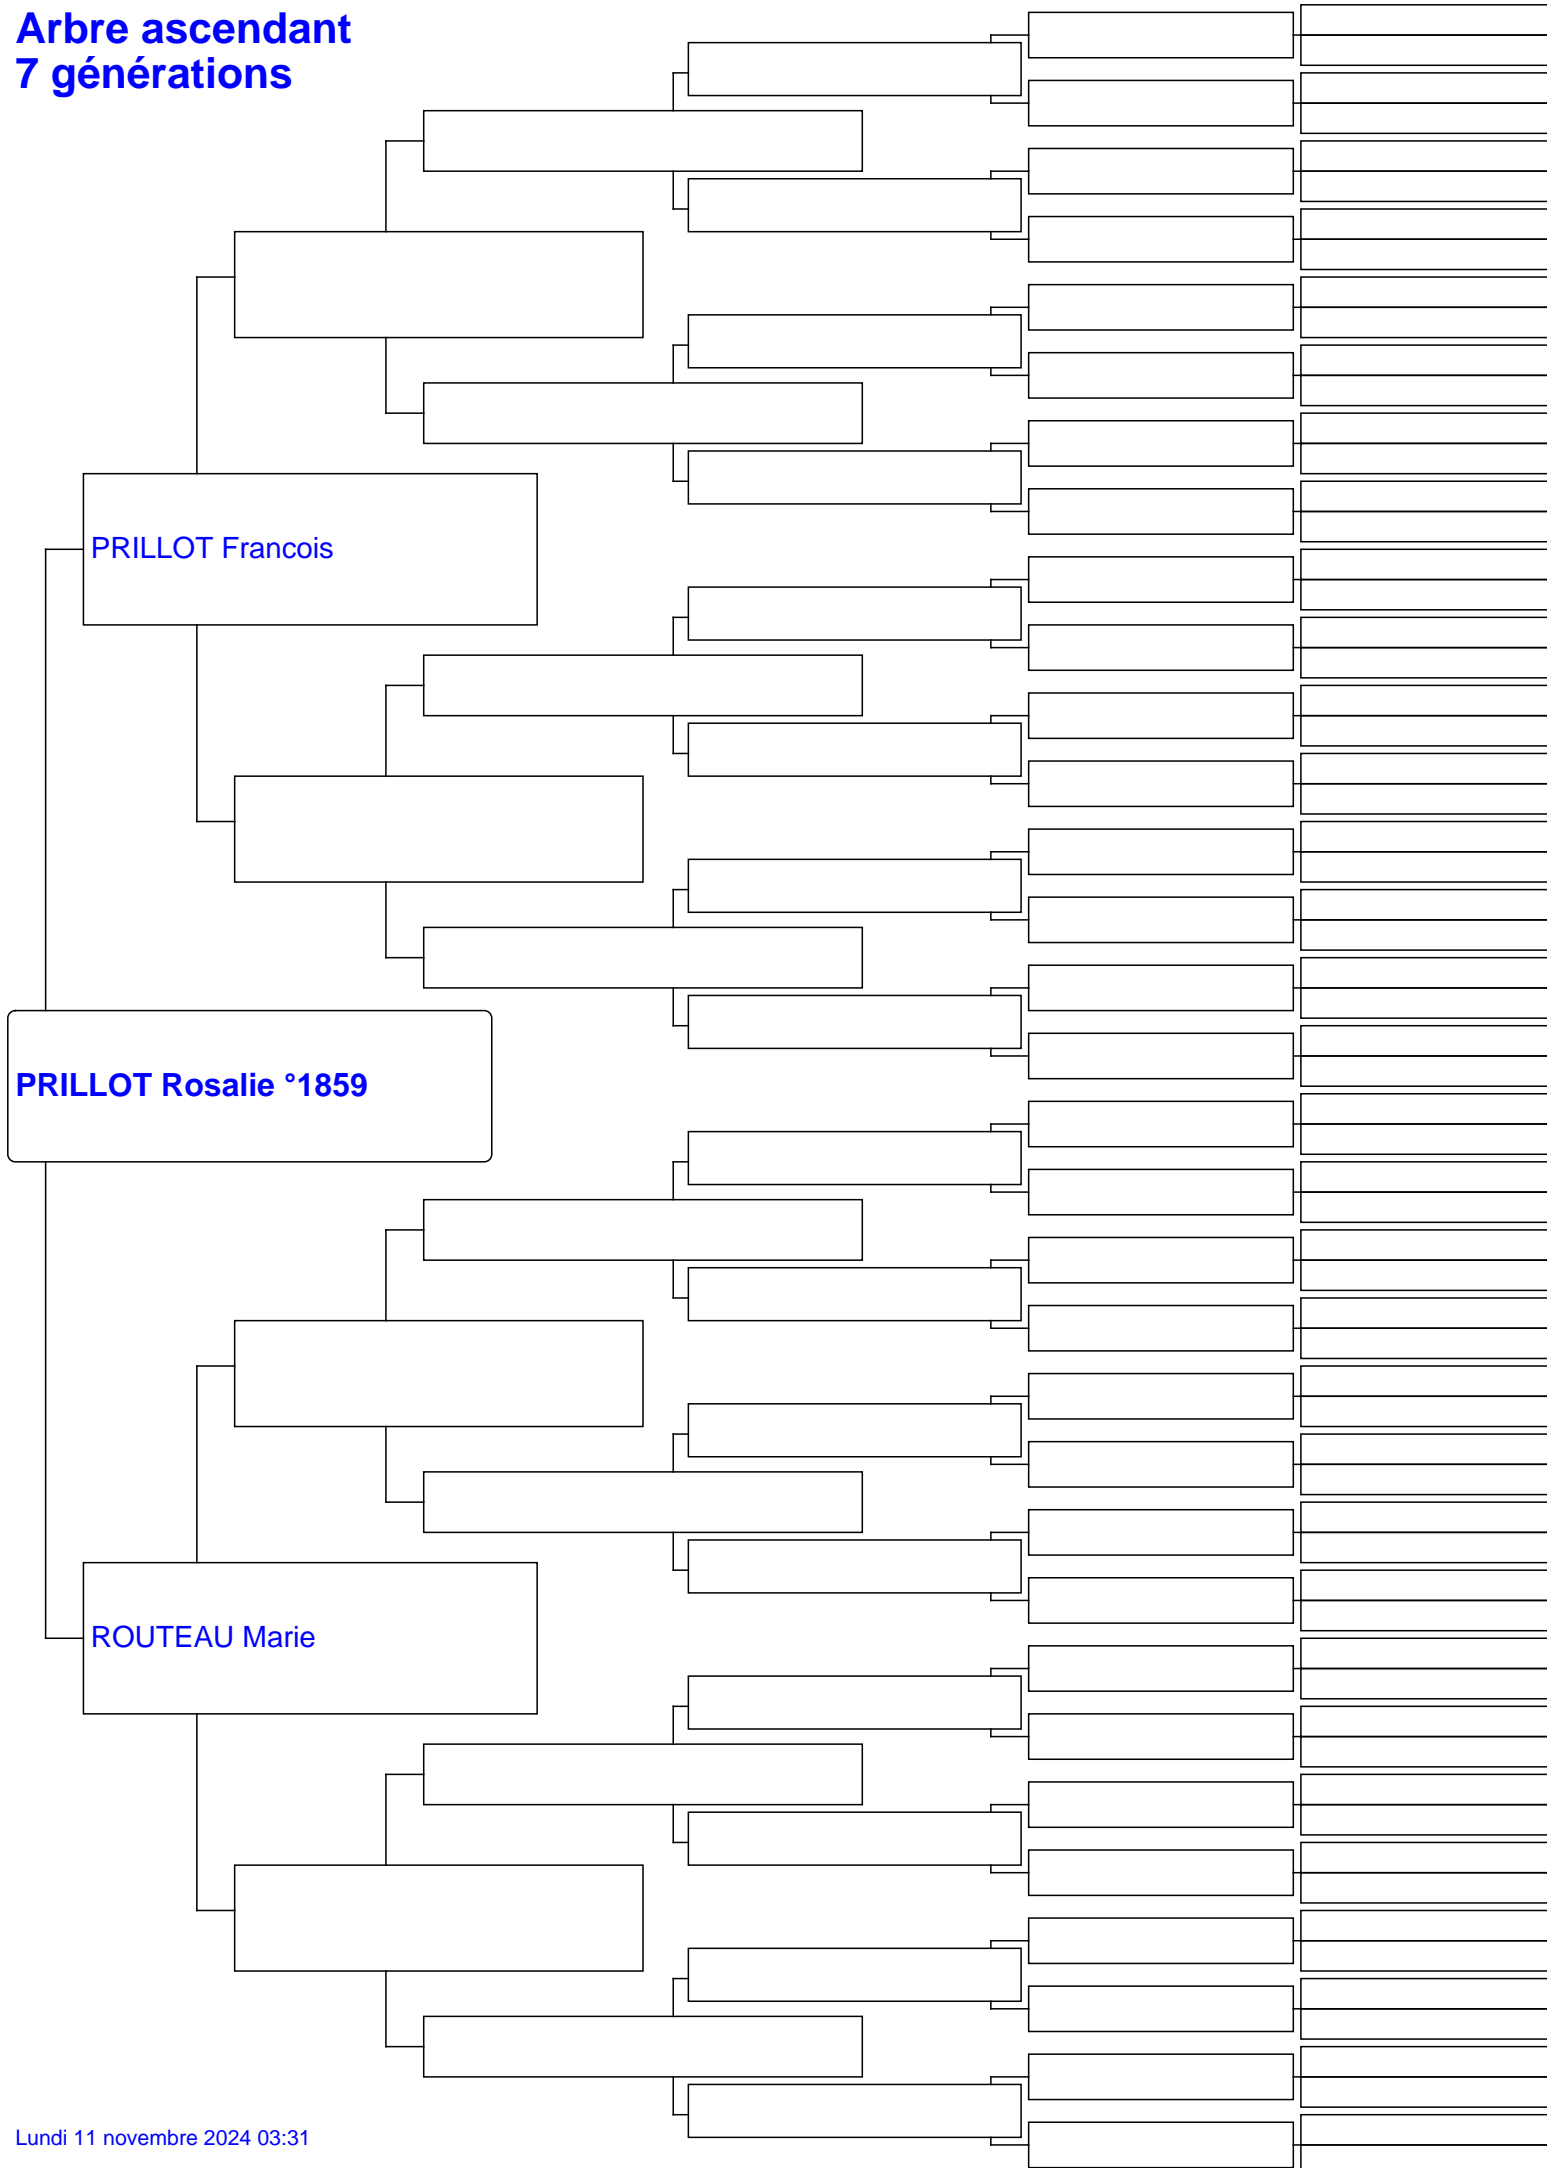 Arbre ascendant
7 générations
PRILLOT Francois
PRILLOT Rosalie °1859
ROUTEAU Marie
Lundi 11 novembre 2024 03:31